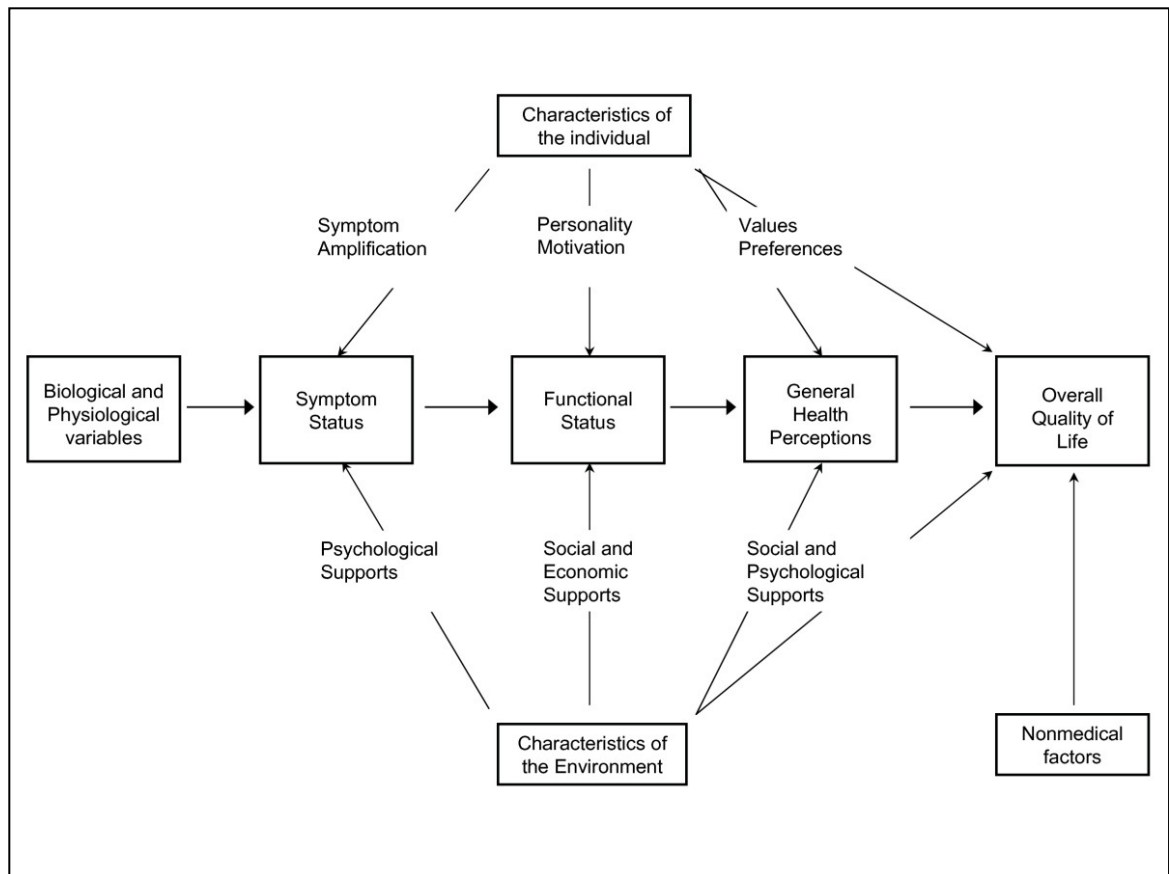 Characteristics of
the individual
Symptom
Amplification
Personality
Motivation
Values
Preferences
Biological and
Physiological
variables
Symptom
Status
Functional
Status
General
Health
Perceptions
Overall
Quality of
Life
Psychological
Supports
Social and
Economic
Supports
Social and
Psychological
Supports
Characteristics of
the Environment
Nonmedical
factors